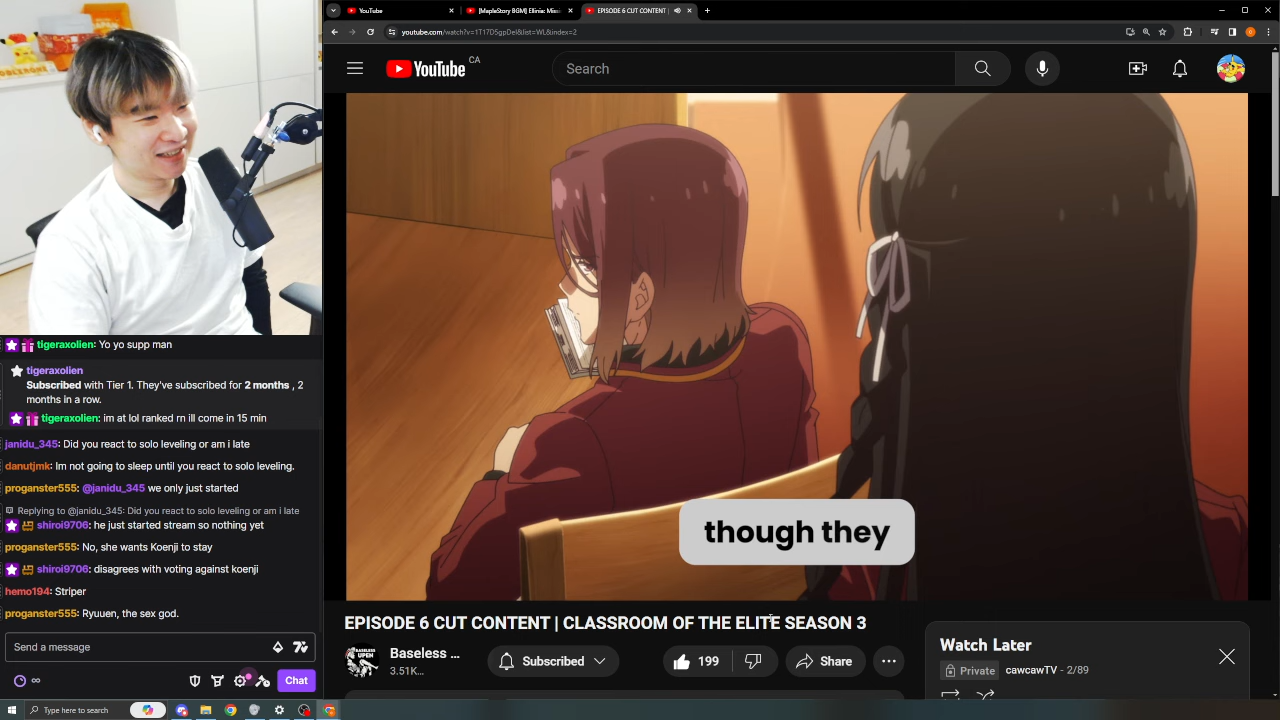 YouTube
[MapleStory BGM] Ellinia: Missi
EPISODE 6 CUT CONTENT |
youtube.com/watch?v=1T17D5gpDeI&list=WL&index=2
YouTube CA
Search
though they
EPISODE 6 CUT CONTENT | CLASSROOM OF THE ELITE SEASON 3
Baseless ...
3.51K...
Subscribed
199
Share
Watch Later
Private
cawcawTV - 2/89
BASELESS
tigeraxolien: Yo yo supp man
tigeraxolien
Subscribed with Tier 1. They've subscribed for 2 months , 2
months in a row.
tigeraxolien: im at lol ranked rn ill come in 15 min
janidu_345: Did you react to solo leveling or am i late
danutjmk: Im not going to sleep until you react to solo leveling.
proganster555: @janidu_345 we only just started
Replying to @janidu_345: Did you react to solo leveling or am i late
shiroi9706: he just started stream so nothing yet
proganster555: No, she wants Koenji to stay
shiroi9706: disagrees with voting against koenji
hemo194: Striper
proganster555: Ryuuen, the sex god.
Send a message
Chat
Type here to search